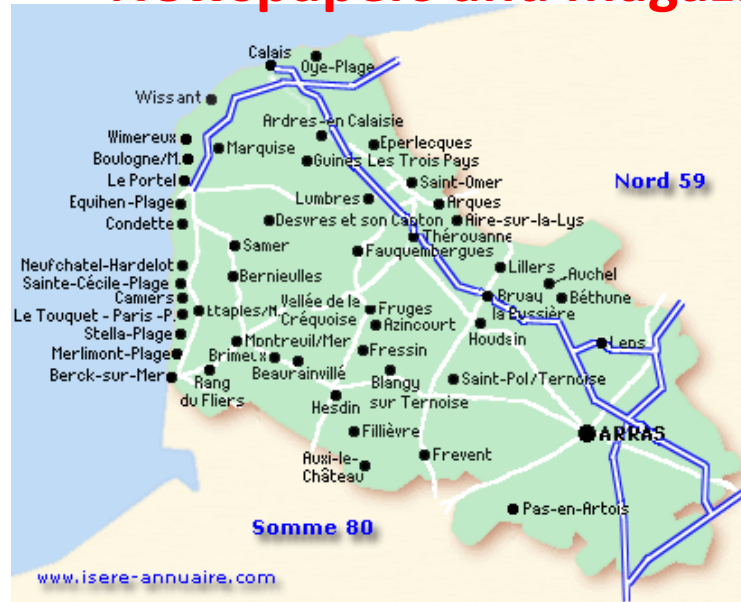 Newspapers and Magaz
Calais
Oye-Plage
Wissant
Ardres-en Calaisie
Wimereux
Marquise
Eperlecques
Boulogne/M.
Guines Les Trois Pays
Le Portel
Saint-Omer
Nord 59
Equihen-Plage
Lumbres
Arques
Condette
Desvres et son Canton
Aire-sur-la-Lys
Thérouanne
Samer
Fauquembergues
Neufchatel-Hardelot
Lillers
Auchel
Sainte-Cécile-Plage
Bernieulles
Camiers
Bruay
la Bussière
Béthune
Le Touquet - Paris -P.
Etaples/M.
Vallée de le
Créquoise
Fruges
Azincourt
Houdain
Stella-Plage
Montreuil/Mer
Lens
Merlimont-Plage
Brimeux
Fressin
Berck-sur-Mer
Rang
du Fliers
Beaurainvillé
Blangy
sur Ternoise
Saint-Pol/Ternoise
Hesdin
Fillièvre
ARRAS
Auxi-le-
Château
Frevent
Pas-en-Artois
Somme 80
www.isere-annuaire.com